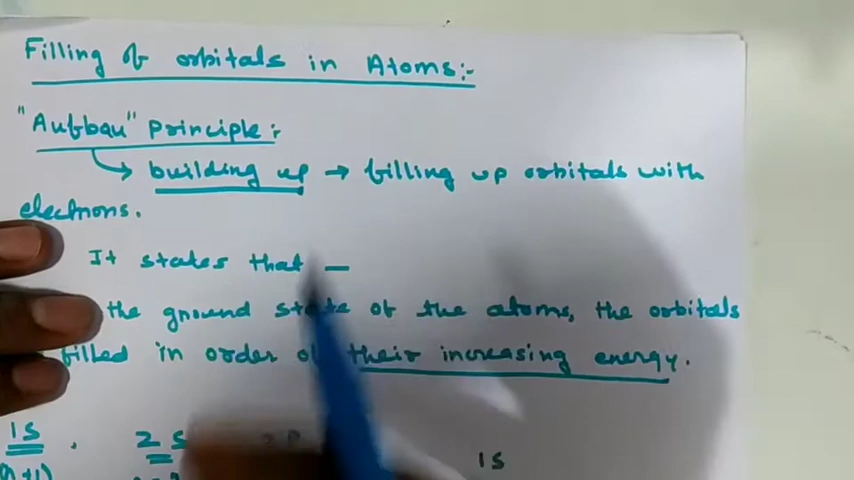 Filling of orbitals in Atoms:-
"Aufbau" principle:
building up → filling up orbitals with
electrons.
It states that —
the ground state of the atoms, the orbitals
filled in order of their increasing energy.
1s . 2s 2p
1s